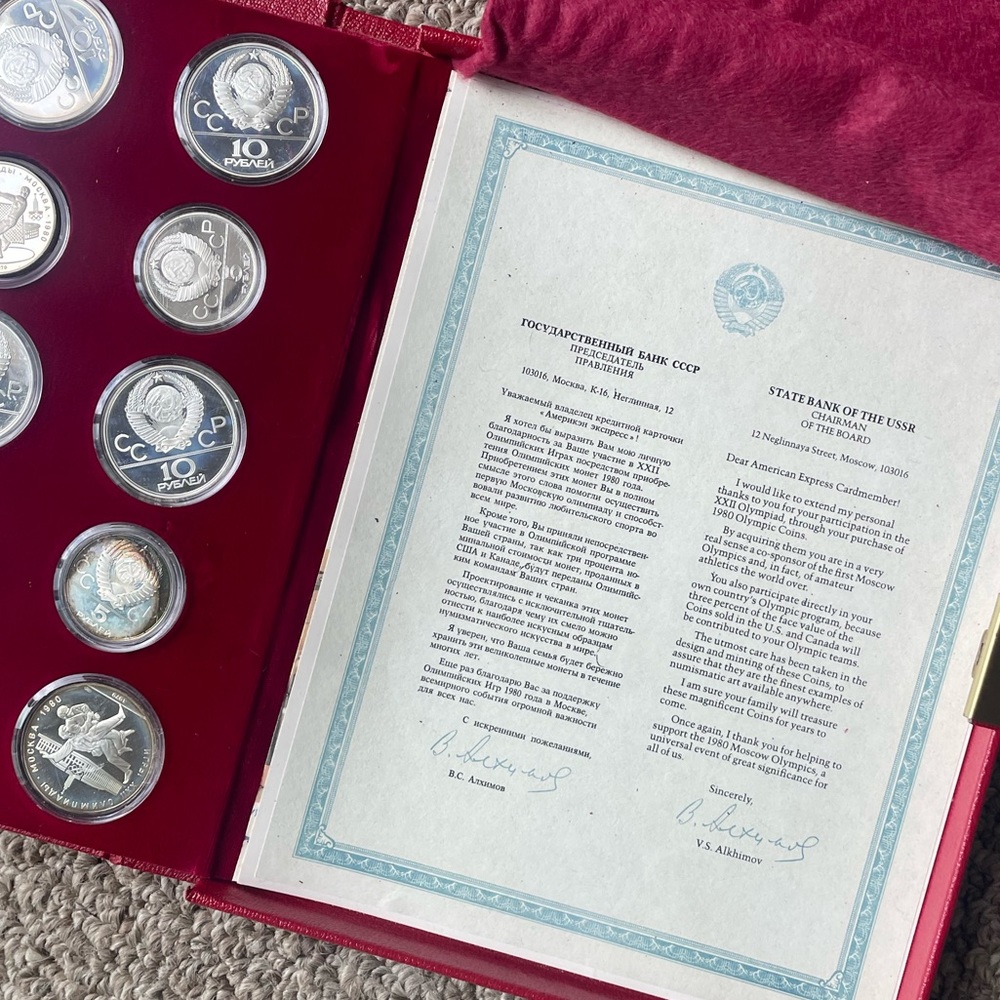 10
РУБЛЕЙ
СС СР
10
РУБЛЕЙ
МОСКВА · 1980
СС СР
РУБЛЕЙ
СС СР
10
РУБЛЕЙ
5
МОСКВА · 1980
1979
ОЛИМПИАДЫ
ГОСУДАРСТВЕННЫЙ БАНК СССР
ПРЕДСЕДАТЕЛЬ
ПРАВЛЕНИЯ
103016, Москва, К-16, Неглинная, 12
Уважаемый владелец кредитной карточки
«Америкэн экспресс»!
Я хотел бы выразить Вам мою личную
благодарность за Ваше участие в XXII
Олимпийских Играх посредством приобре-
тения Олимпийских монет 1980 года.
Приобретением этих монет Вы в полном
смысле этого слова помогли осуществить
первую Московскую олимпиаду и способст-
вовали развитию любительского спорта во
всем мире.
Кроме того, Вы приняли непосредствен-
ное участие в Олимпийской программе
Вашей страны, так как три процента но-
минальной стоимости монет, проданных в
США и Канаде, будут переданы Олимпийс-
ким командам Ваших стран.
Проектирование и чеканка этих монет
осуществлялись с исключительной тщатель-
ностью, благодаря чему их смело можно
отнести к наиболее искусным образцам
нумизматического искусства в мире.
Я уверен, что Ваша семья будет бережно
хранить эти великолепные монеты в течение
многих лет.
Еще раз благодарю Вас за поддержку
Олимпийских Игр 1980 года в Москве,
всемирного события огромной важности
для всех нас.
С искренними пожеланиями,
В. Алхимов
В.С. Алхимов
STATE BANK OF THE USSR
CHAIRMAN
OF THE BOARD
12 Neglinnaya Street, Moscow, 103016
Dear American Express Cardmember!
I would like to extend my personal
thanks to you for your participation in the
XXII Olympiad, through your purchase of
1980 Olympic Coins.
By acquiring them you are in a very
real sense a co-sponsor of the first Moscow
Olympics and, in fact, of amateur
athletics the world over.
You also participate directly in your
own country's Olympic program, because
three percent of the face value of the
Coins sold in the U.S. and Canada will
be contributed to your Olympic teams.
The utmost care has been taken in the
design and minting of these Coins, to
assure that they are the finest examples of
numismatic art available anywhere.
I am sure your family will treasure
these magnificent Coins for years to
come.
Once again, I thank you for helping to
support the 1980 Moscow Olympics, a
universal event of great significance for
all of us.
Sincerely,
В. Алхимов
V.S. Alkhimov